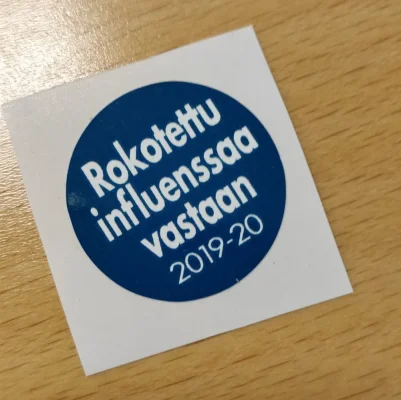 Rokotettu
influenssaa
vastaan
2019-20